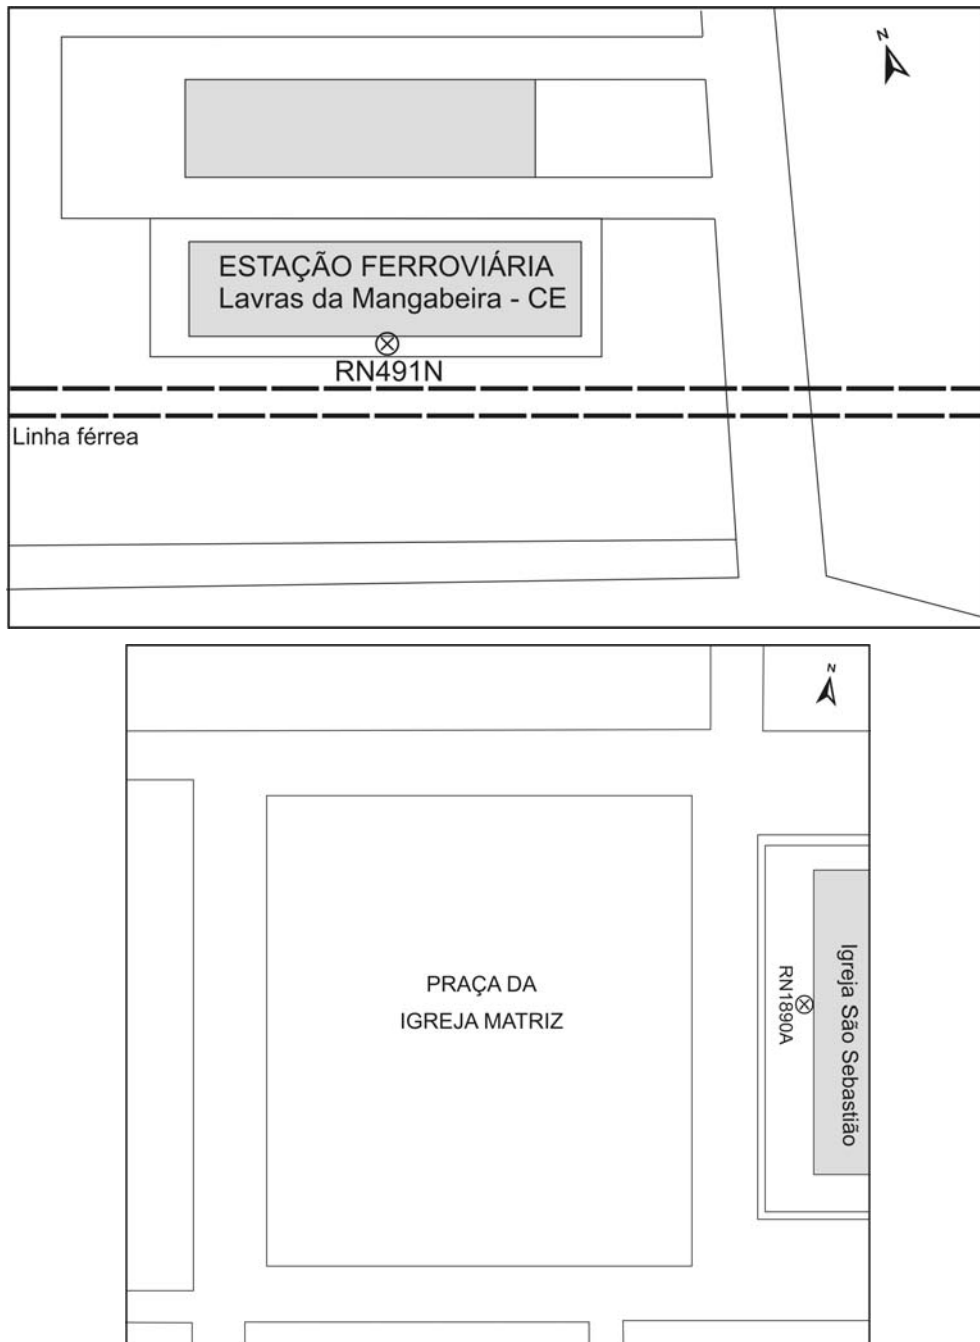 N
ESTAÇÃO FERROVIÁRIA
Lavras da Mangabeira - CE
RN491N
Linha férrea
N
PRAÇA DA
IGREJA MATRIZ
RN1890A
Igreja São Sebastião